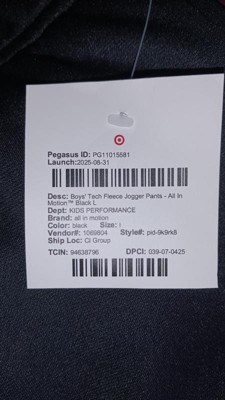 Pegasus ID: PG11015581
Launch:2025-08-31
Desc: Boys' Tech Fleece Jogger Pants - All In
Motion™ Black L
Dept: KIDS PERFORMANCE
Brand: all in motion
Color: black Size: l
Vendor#: 1069804 Style#: pid-9k9rk8
Ship Loc: CI Group
TCIN: 94638796 DPCI: 039-07-0425